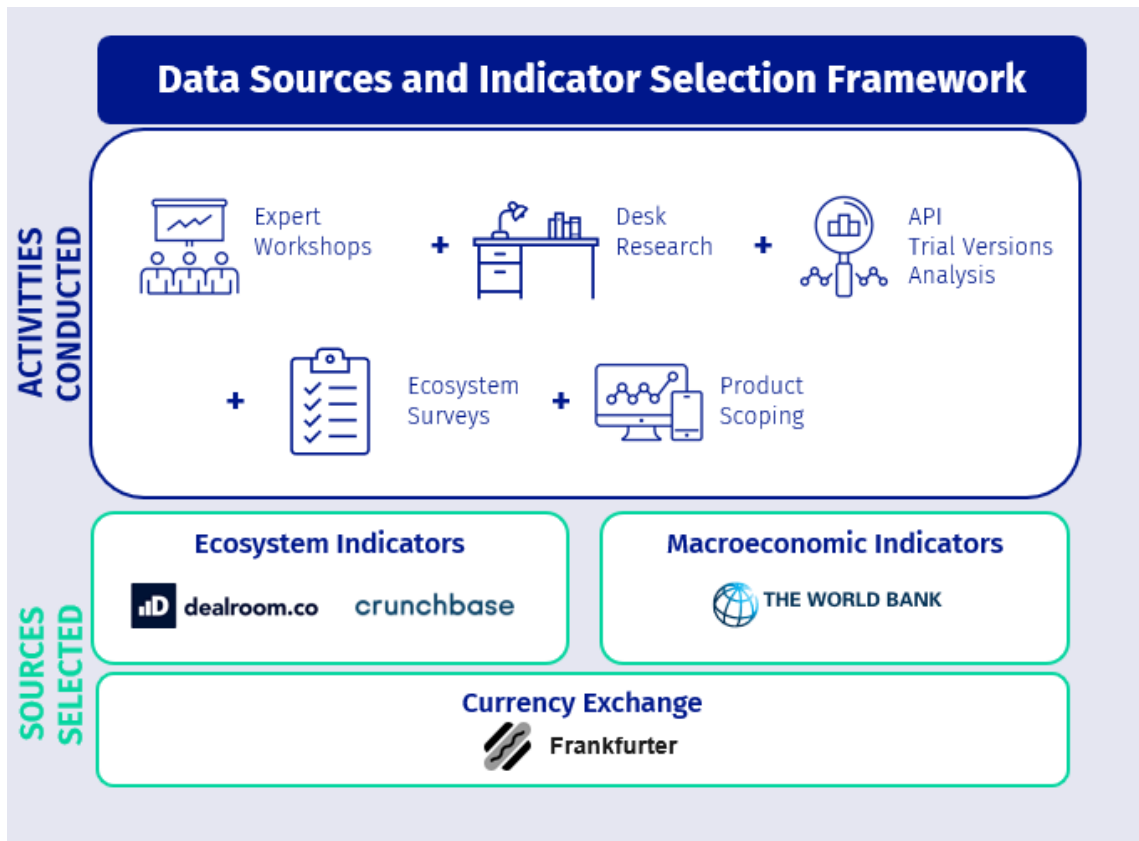 Data Sources and Indicator Selection Framework
ACTIVITTIES
CONDUCTED
Expert
Workshops
+
Desk
Research
+
API
Trial Versions
Analysis
+
Ecosystem
Surveys
+
Product
Scoping
SOURCES
SELECTED
Ecosystem Indicators
D dealroom.co
crunchbase
Macroeconomic Indicators
THE WORLD BANK
Currency Exchange
Frankfurter